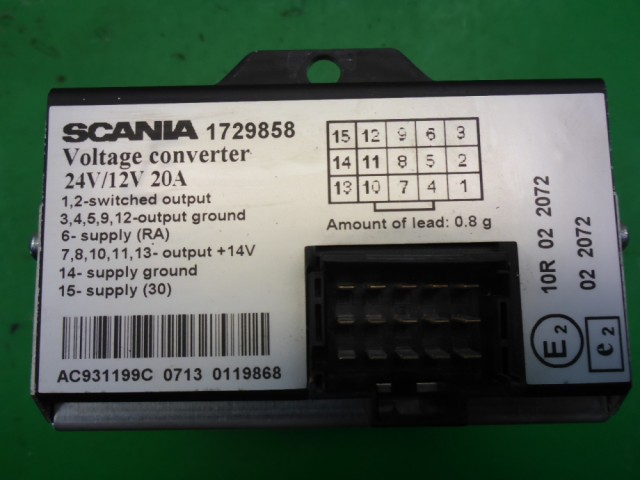 SCANIA 1729858
Voltage converter
24V/12V 20A
1,2-switched output
3,4,5,9,12-output ground
6- supply (RA)
7,8,10,11,13- output +14V
14- supply ground
15- supply (30)
AC931199C 0713 0119868
15 12 9 6 3
14 11 8 5 2
13 10 7 4 1
Amount of lead: 0.8 g
10R 02 2072
02 2072
E2
e2